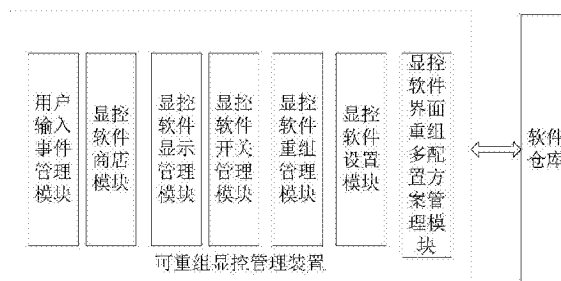 用户
输入
事件
管理
模块
显控
软件
商店
模块
显控
软件
显示
管理
模块
显控
软件
开关
管理
模块
显控
软件
重组
管理
模块
显控
软件
设置
模块
显控
软件
界面
重组
多配
置方
案管
理模
块
软件
仓库
可重组显控管理装置